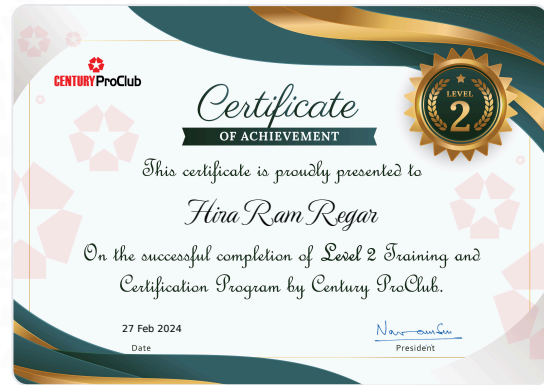 CENTURY ProClub
LEVEL
2
Certificate
OF ACHIEVEMENT
This certificate is proudly presented to
Hira Ram Regar
On the successful completion of Level 2 Training and
Certification Program by Century ProClub.
27 Feb 2024
Date
President